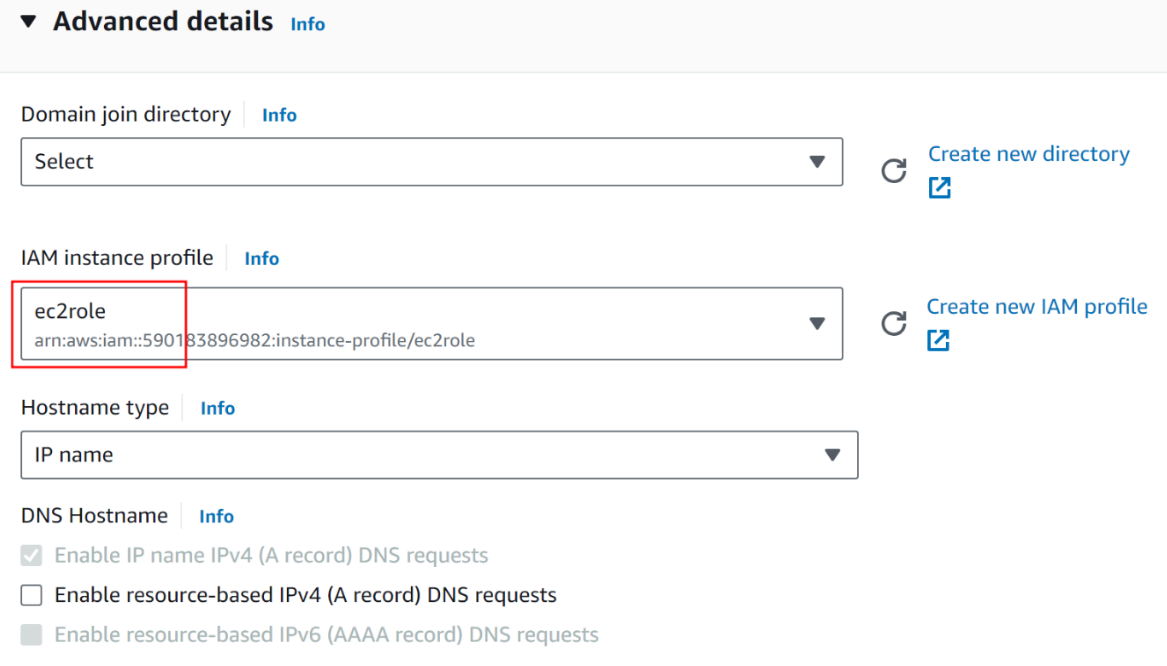 Advanced details Info
Domain join directory Info
Select
Create new directory
IAM instance profile Info
ec2role
arn:aws:iam::590183896982:instance-profile/ec2role
Create new IAM profile
Hostname type Info
IP name
DNS Hostname Info
Enable IP name IPv4 (A record) DNS requests
Enable resource-based IPv4 (A record) DNS requests
Enable resource-based IPv6 (AAAA record) DNS requests